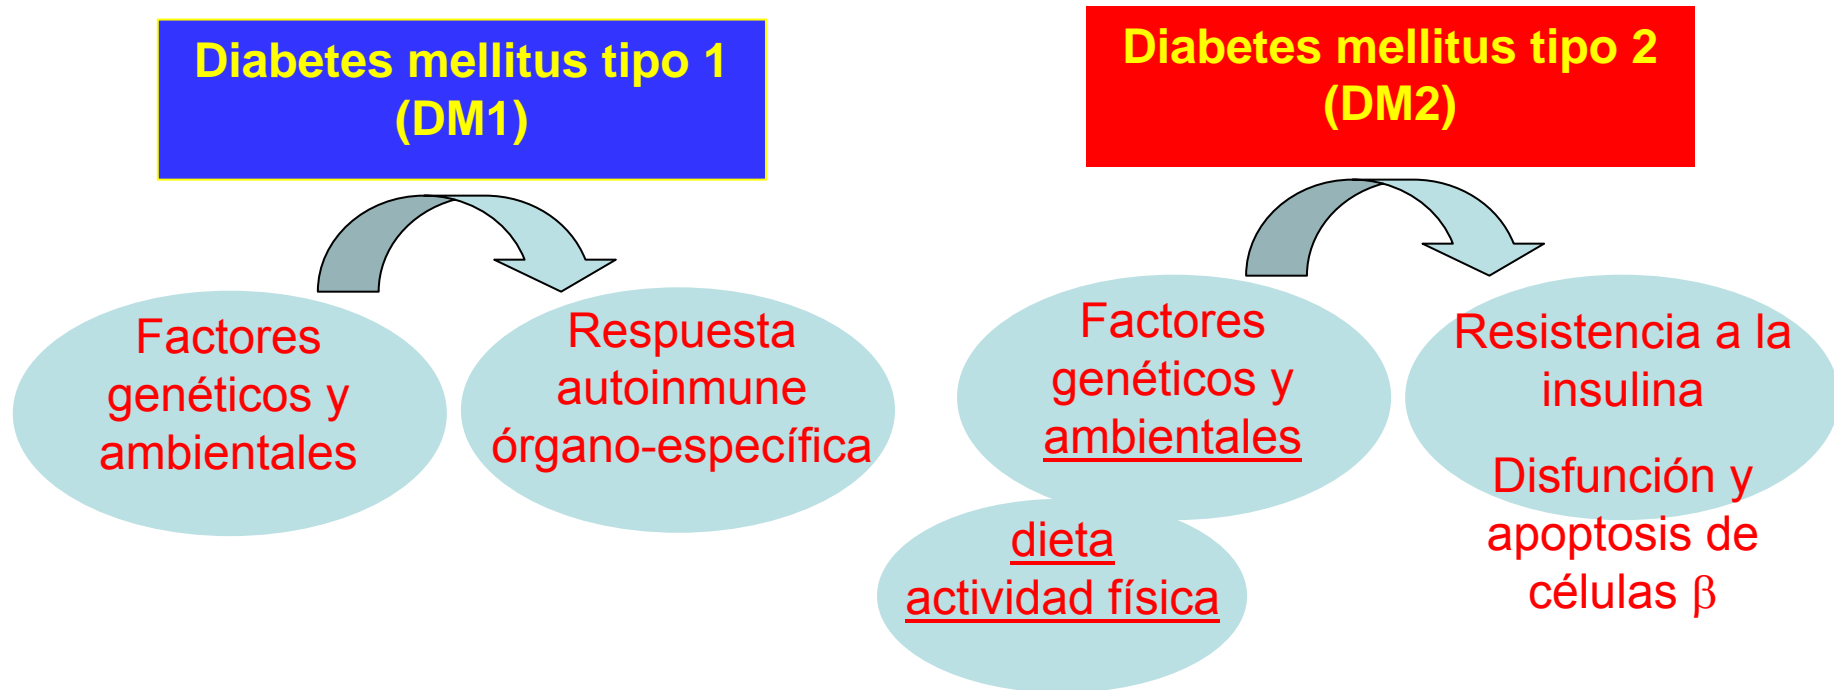 Diabetes mellitus tipo 1
(DM1)
Factores
genéticos y
ambientales
Respuesta
autoinmune
órgano-específica
Diabetes mellitus tipo 2
(DM2)
Factores
genéticos y
ambientales
dieta
actividad física
Resistencia a la
insulina
Disfunción y
apoptosis de
células β